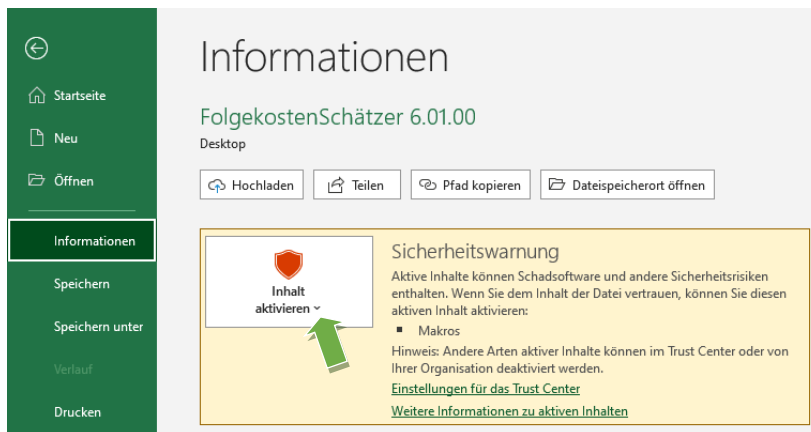 Informationen
Startseite
FolgekostenSchätzer 6.01.00
Neu
Desktop
Öffnen
Hochladen
Teilen
Pfad kopieren
Dateispeicherort öffnen
Informationen
Speichern
Speichern unter
Verlauf
Drucken
Inhalt
aktivieren
Sicherheitswarnung
Aktive Inhalte können Schadsoftware und andere Sicherheitsrisiken
enthalten. Wenn Sie dem Inhalt der Datei vertrauen, können Sie diesen
aktiven Inhalt aktivieren:
Makros
Hinweis: Andere Arten aktiver Inhalte können im Trust Center oder von
Ihrer Organisation deaktiviert werden.
Einstellungen für das Trust Center
Weitere Informationen zu aktiven Inhalten